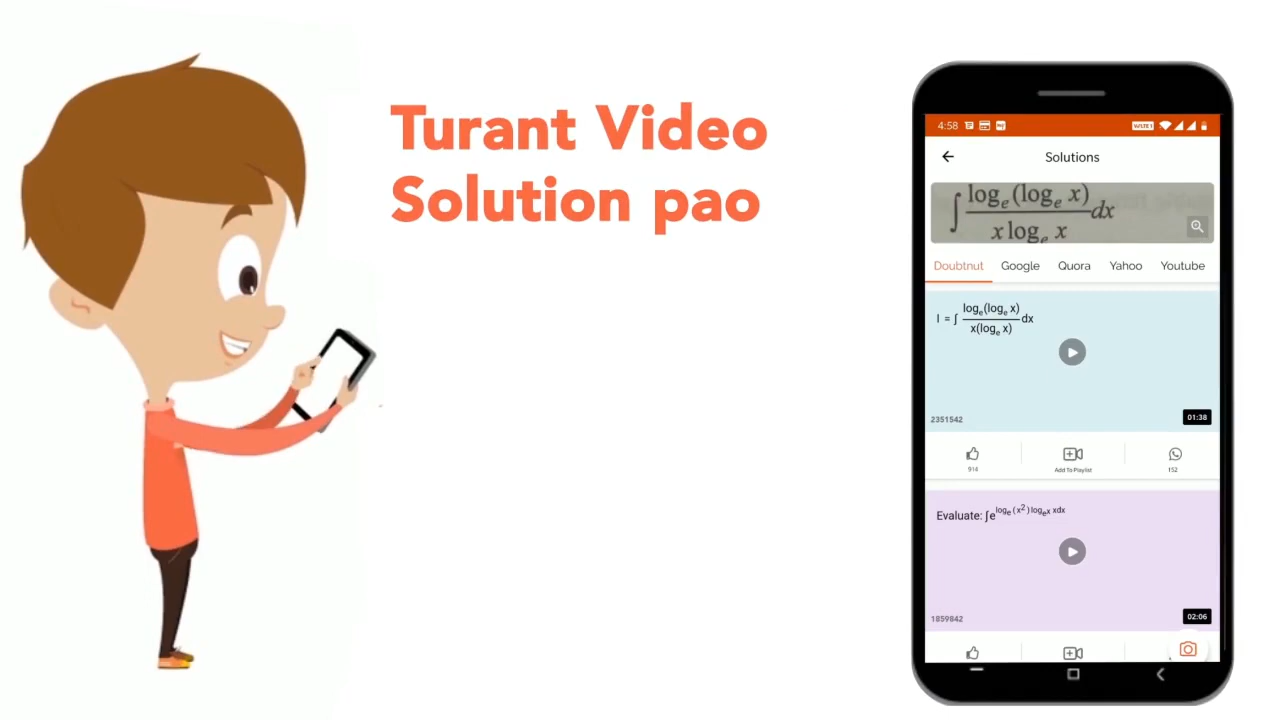 Turant Video
Solution pao
4:58
VoLTE1
Solutions
∫ logₑ(logₑ x) / x logₑ x dx
Doubtnut Google Quora Yahoo Youtube
I = ∫ logₑ(logₑ x) / x(logₑ x) dx
2351542 01:38
914 Add To Playlist 152
Evaluate: ∫e^logₑ(x²)logₑx xdx
1859842 02:06